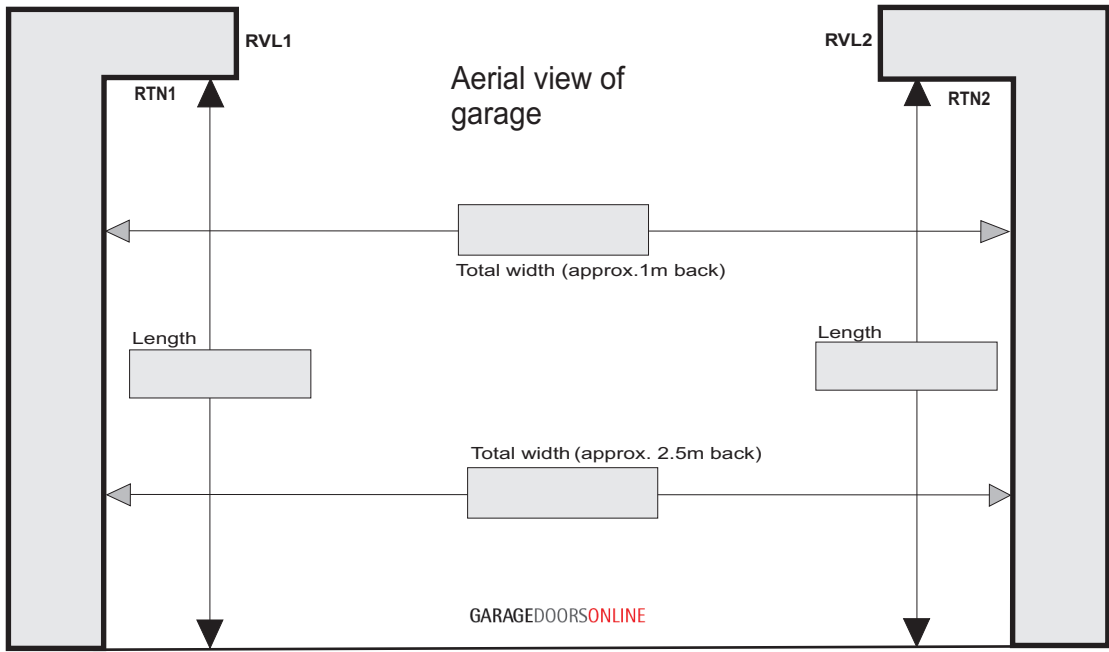 RVL1
RVL2
Aerial view of
garage
RTN1
RTN2
Total width (approx.1m back)
Length
Length
Total width (approx. 2.5m back)
GARAGEDOORSONLINE